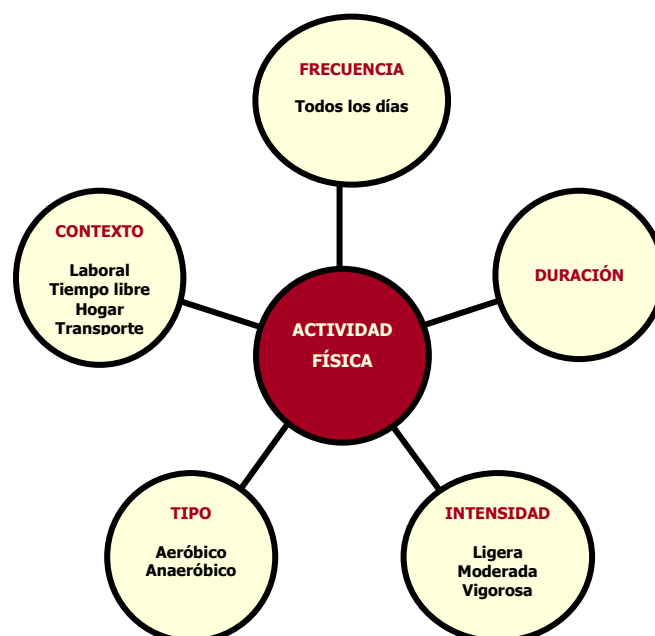 FRECUENCIA
Todos los días
CONTEXTO
Laboral
Tiempo libre
Hogar
Transporte
DURACIÓN
ACTIVIDAD
FÍSICA
TIPO
Aeróbico
Anaeróbico
INTENSIDAD
Ligera
Moderada
Vigorosa